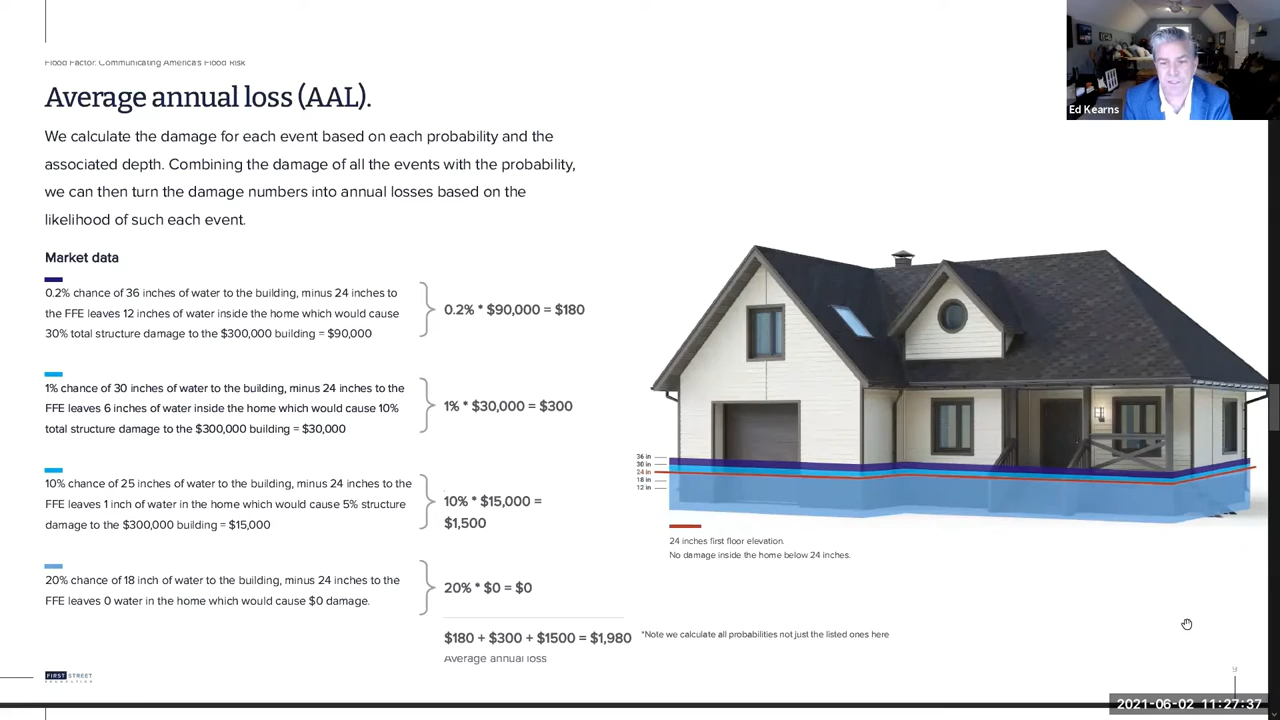 Ed Kearns
Flood Factor: Communicating America's Flood Risk
Average annual loss (AAL).
We calculate the damage for each event based on each probability and the
associated depth. Combining the damage of all the events with the probability,
we can then turn the damage numbers into annual losses based on the
likelihood of such each event.
Market data
0.2% chance of 36 inches of water to the building, minus 24 inches to
the FFE leaves 12 inches of water inside the home which would cause
30% total structure damage to the $300,000 building = $90,000
0.2% * $90,000 = $180
1% chance of 30 inches of water to the building, minus 24 inches to the
FFE leaves 6 inches of water inside the home which would cause 10%
total structure damage to the $300,000 building = $30,000
1% * $30,000 = $300
10% chance of 25 inches of water to the building, minus 24 inches to the
FFE leaves 1 inch of water in the home which would cause 5% structure
damage to the $300,000 building = $15,000
10% * $15,000 =
$1,500
20% chance of 18 inch of water to the building, minus 24 inches to the
FFE leaves 0 water in the home which would cause $0 damage.
20% * $0 = $0
$180 + $300 + $1500 = $1,980
Average annual loss
*Note we calculate all probabilities not just the listed ones here
36 in
30 in
24 in
18 in
12 in
24 inches first floor elevation.
No damage inside the home below 24 inches.
FIRST STREET
FOUNDATION
9
2021-06-02 11:27:37